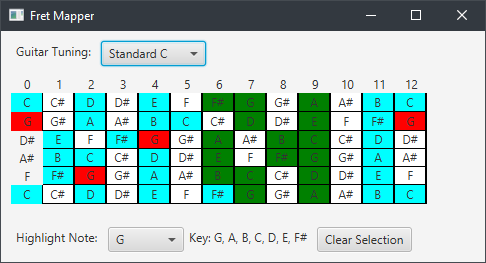 Fret Mapper
Guitar Tuning: Standard C
0 1 2 3 4 5 6 7 8 9 10 11 12
C C# D D# E F F# G G# A A# B C
G G# A A# B C C# D D# E F F# G
D# E F F# G G# A A# B C C# D D#
A# B C C# D D# E F F# G G# A A#
F F# G G# A A# B C C# D D# E F
C C# D D# E F F# G G# A A# B C
Highlight Note: G Key: G, A, B, C, D, E, F# Clear Selection